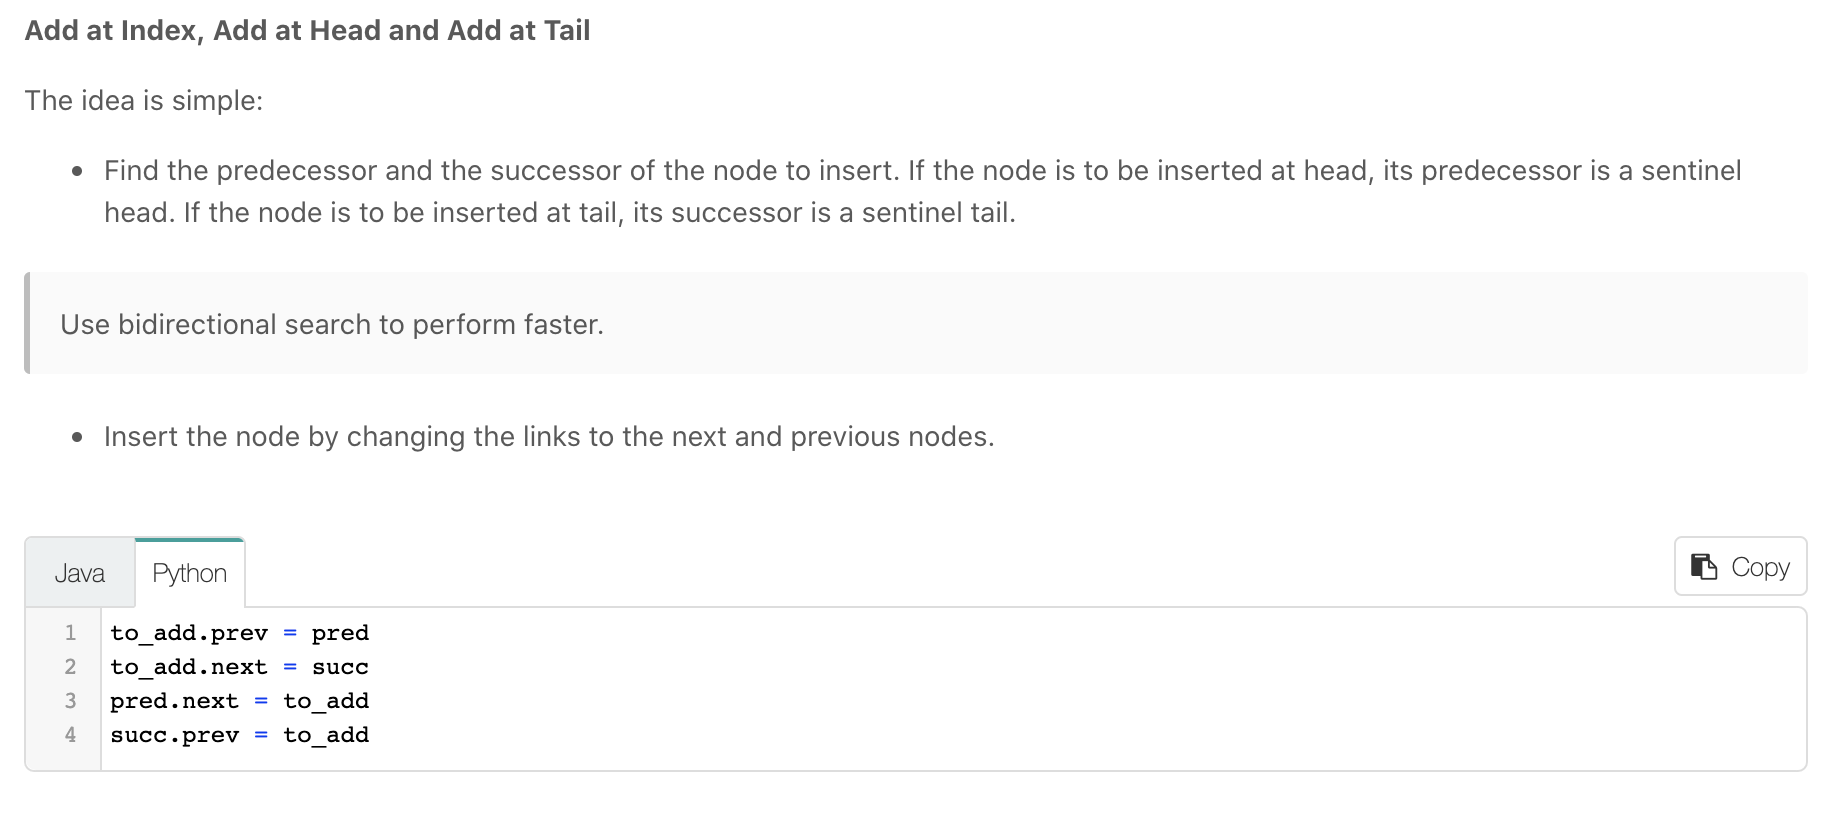 Add at Index, Add at Head and Add at Tail
The idea is simple:
• Find the predecessor and the successor of the node to insert. If the node is to be inserted at head, its predecessor is a sentinel
head. If the node is to be inserted at tail, its successor is a sentinel tail.
Use bidirectional search to perform faster.
• Insert the node by changing the links to the next and previous nodes.
Java Python Copy
1 to_add.prev = pred
2 to_add.next = succ
3 pred.next = to_add
4 succ.prev = to_add